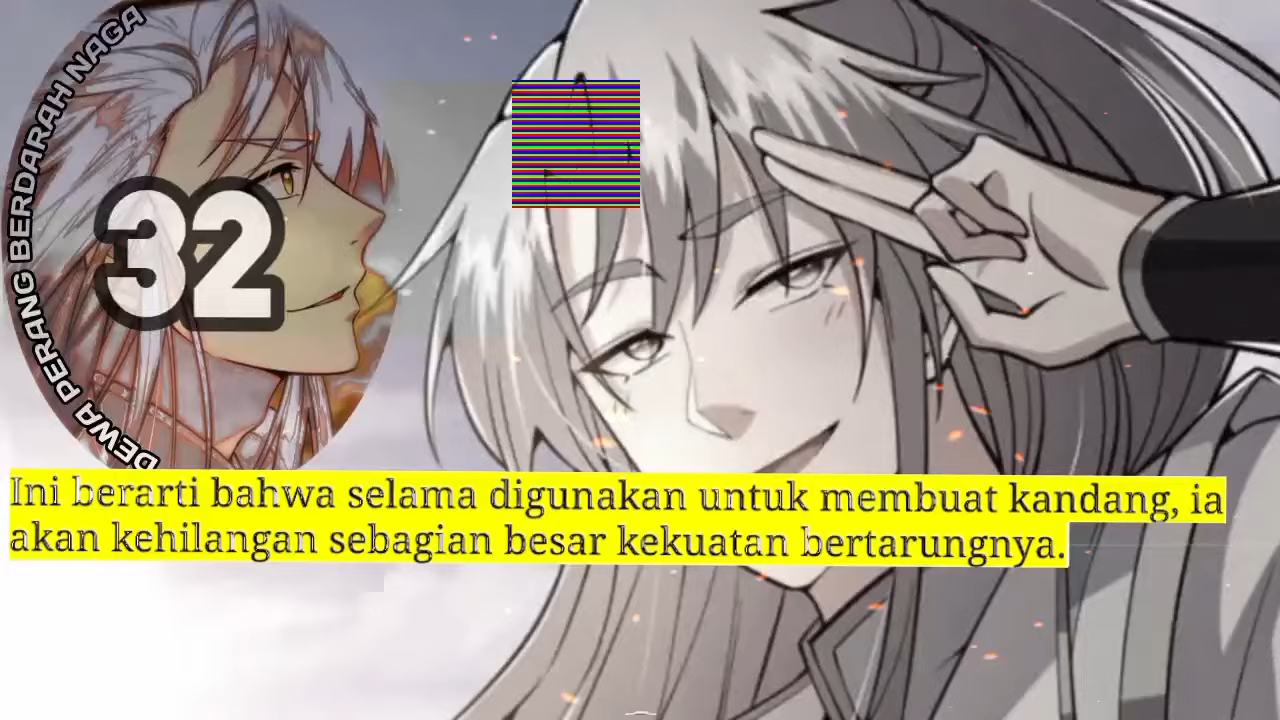 DEWA PERANG BERDARAH NAGA
32
Ini berarti bahwa selama digunakan untuk membuat kandang, ia
akan kehilangan sebagian besar kekuatan bertarungnya.